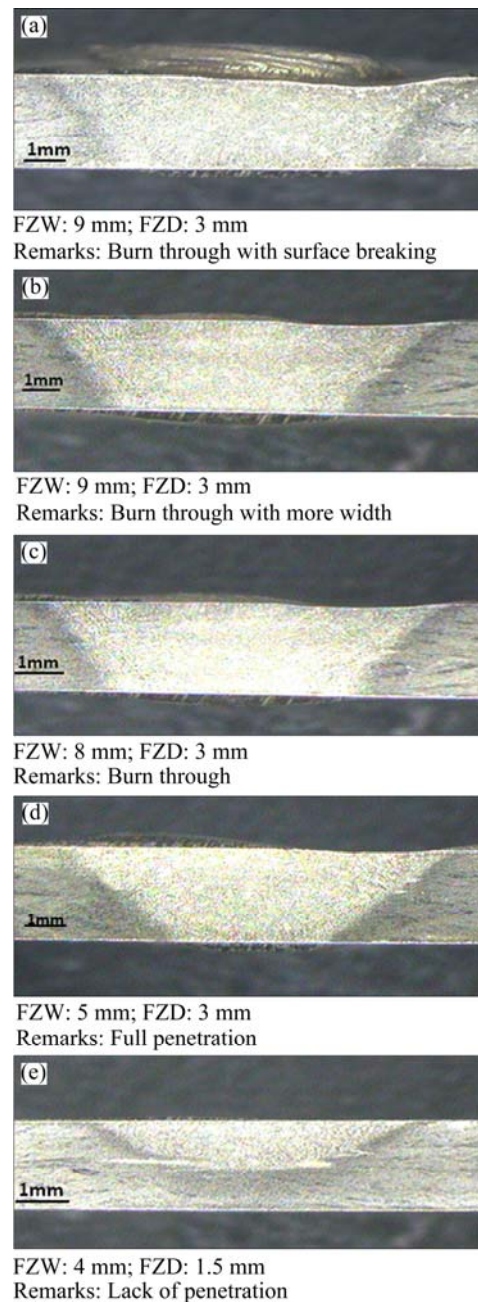 (a)
1mm
FZW: 9 mm; FZD: 3 mm
Remarks: Burn through with surface breaking
(b)
1mm
FZW: 9 mm; FZD: 3 mm
Remarks: Burn through with more width
(c)
1mm
FZW: 8 mm; FZD: 3 mm
Remarks: Burn through
(d)
1mm
FZW: 5 mm; FZD: 3 mm
Remarks: Full penetration
(e)
1mm
FZW: 4 mm; FZD: 1.5 mm
Remarks: Lack of penetration